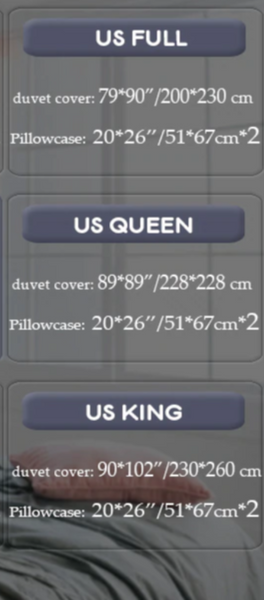 US FULL
duvet cover: 79*90″/200*230 cm
Pillowcase: 20*26′′/51*67cm*2
US QUEEN
duvet cover: 89*89″/228*228 cm
Pillowcase: 20*26′′/51*67cm*2
US KING
duvet cover: 90*102″/230*260 cm
Pillowcase: 20*26′′/51*67cm*2